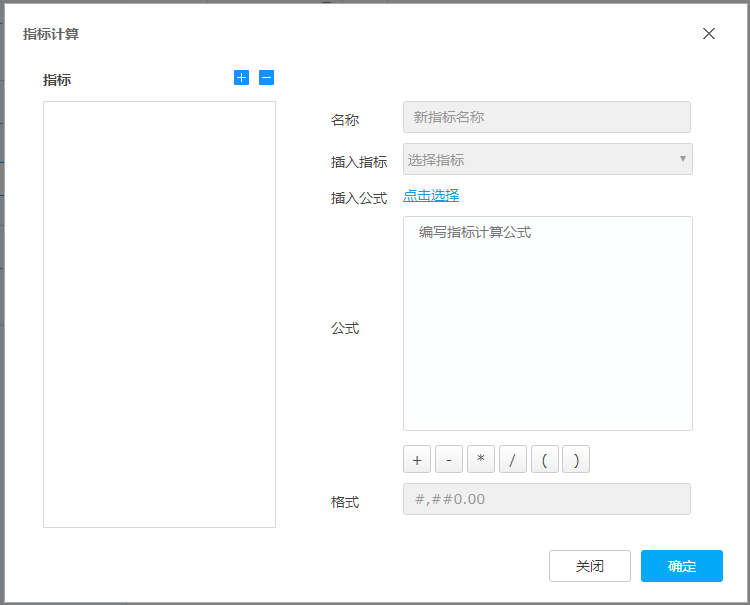 指标计算
指标
名称 新指标名称
插入指标 选择指标
插入公式 点击选择
编写指标计算公式
公式
+ - * / ( )
格式 #,##0.00
关闭 确定